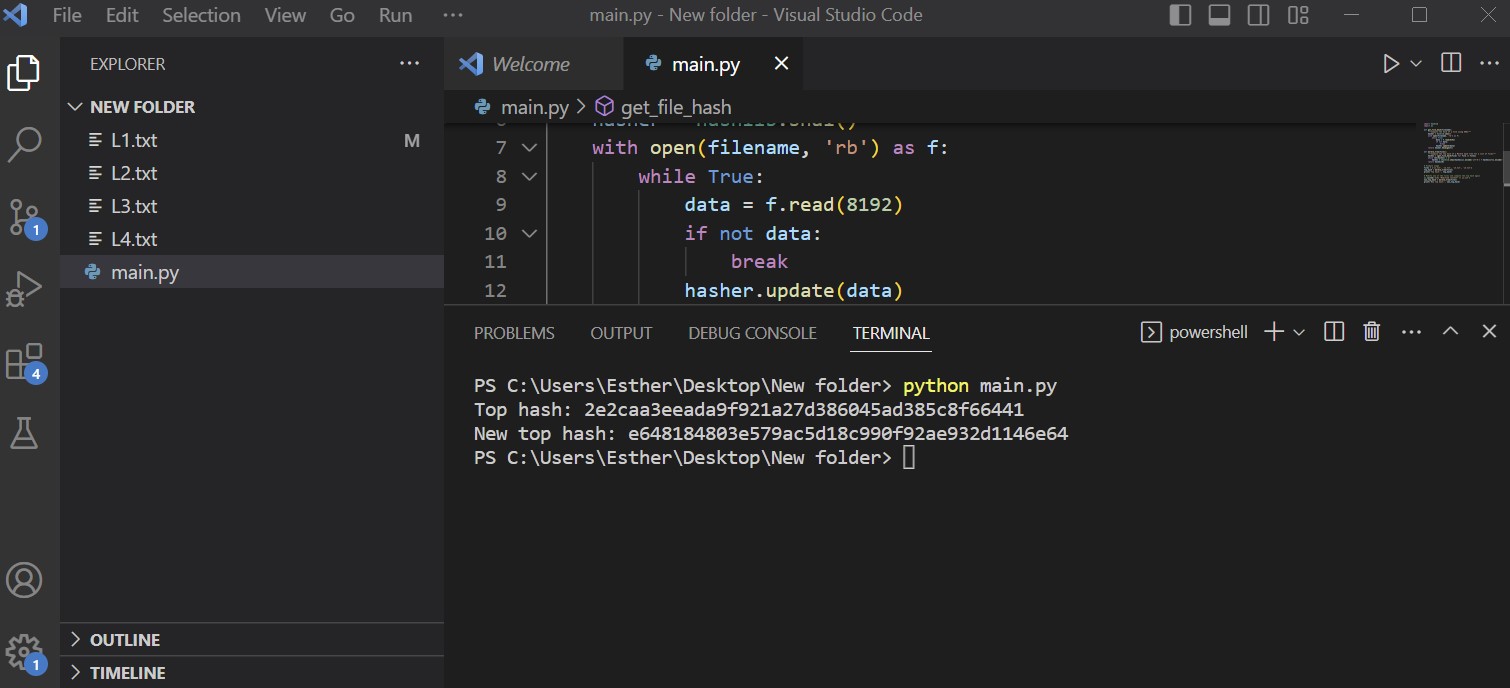 File Edit Selection View Go Run ··· main.py - New folder - Visual Studio Code
EXPLORER ···
NEW FOLDER
L1.txt M
L2.txt
L3.txt
L4.txt
main.py
OUTLINE
TIMELINE
1
4
1
Welcome main.py
main.py > get_file_hash
7 with open(filename, 'rb') as f:
8 while True:
9 data = f.read(8192)
10 if not data:
11 break
12 hasher.update(data)
PROBLEMS OUTPUT DEBUG CONSOLE TERMINAL powershell
PS C:\Users\Esther\Desktop\New folder> python main.py
Top hash: 2e2caa3eeada9f921a27d386045ad385c8f66441
New top hash: e648184803e579ac5d18c990f92ae932d1146e64
PS C:\Users\Esther\Desktop\New folder>